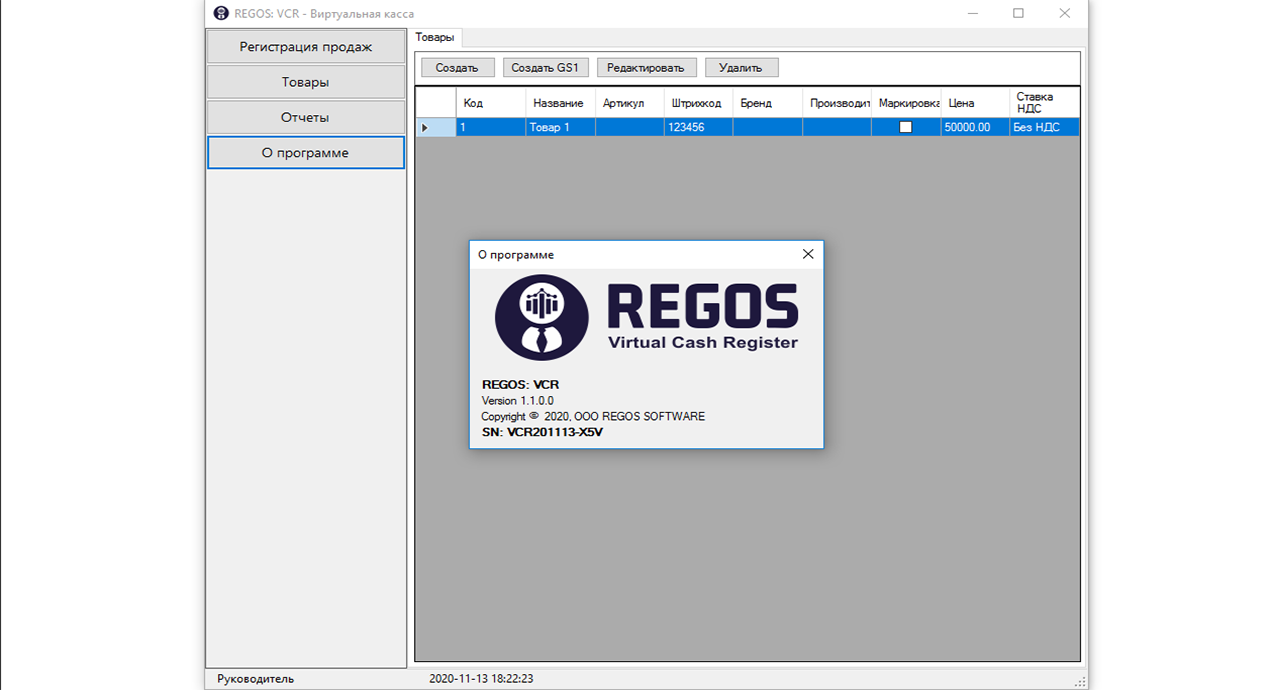 REGOS: VCR - Виртуальная касса
Регистрация продаж
Товары
Отчеты
О программе
Товары
Создать
Создать GS1
Редактировать
Удалить
Код Название Артикул Штрихкод Бренд Производит Маркировка Цена Ставка НДС
1 Товар 1 123456 50000.00 Без НДС
О программе
REGOS
Virtual Cash Register
REGOS: VCR
Version 1.1.0.0
Copyright © 2020, ООО REGOS SOFTWARE
SN: VCR201113-X5V
Руководитель 2020-11-13 18:22:23